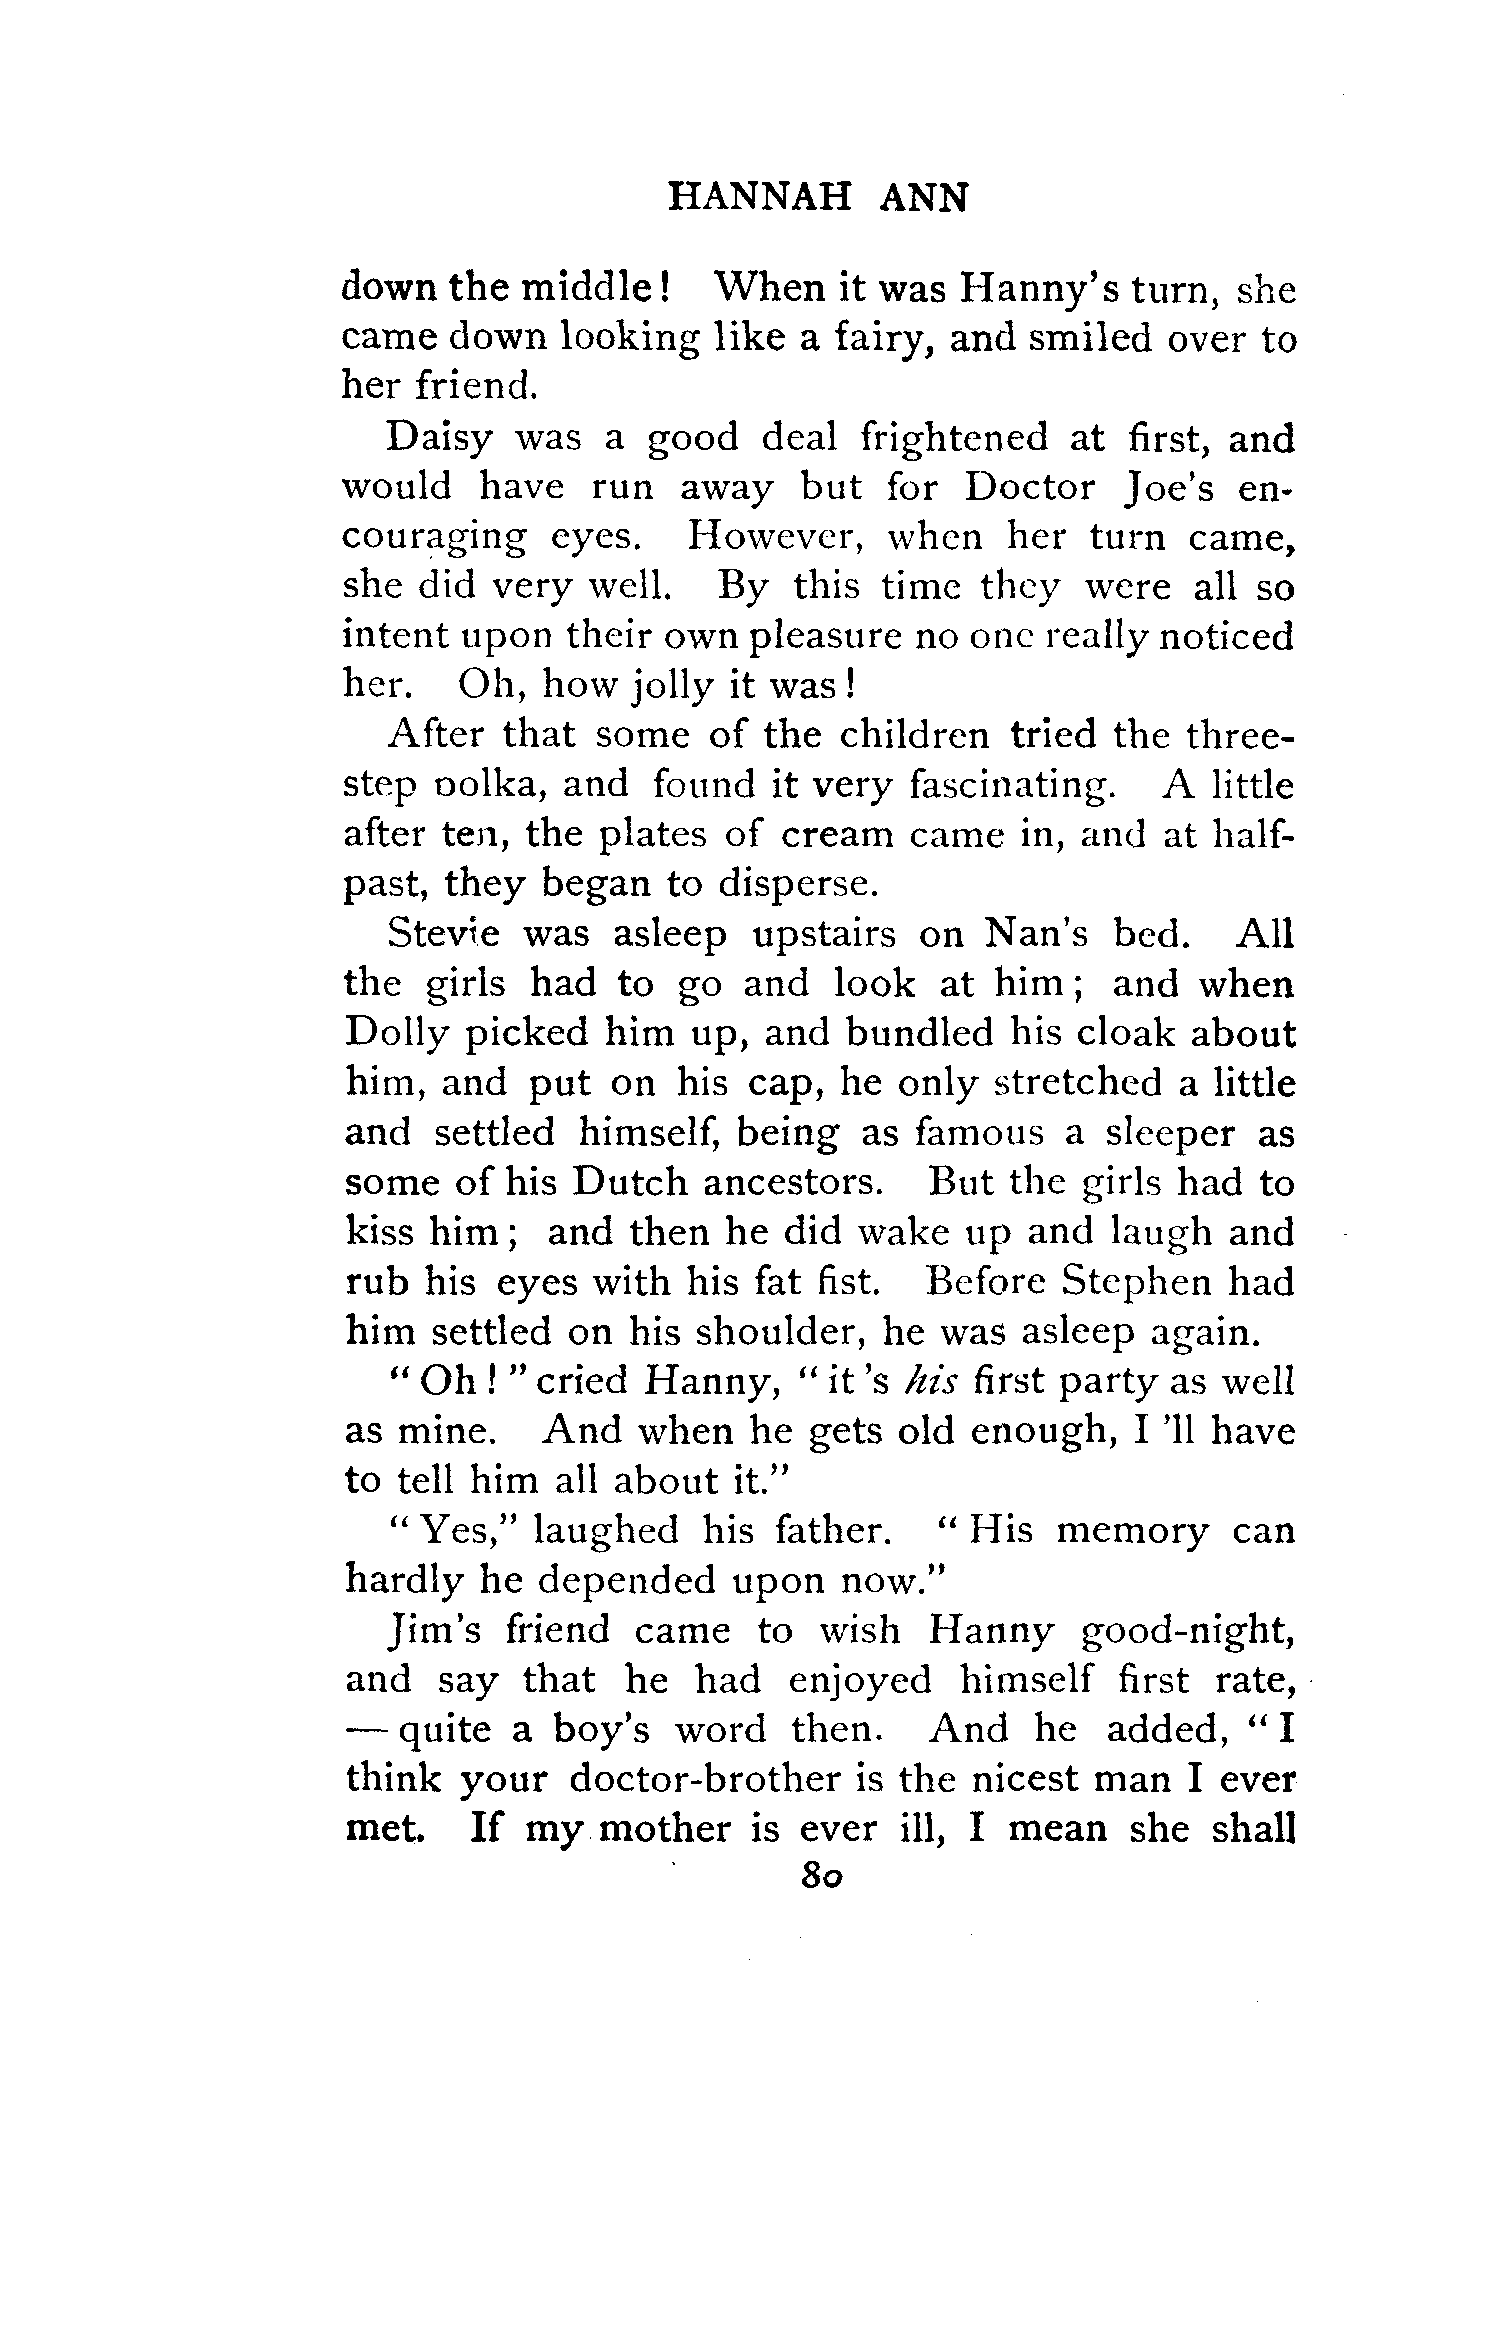 HANNAH ANN
down the middle! When it was Hanny's turn, she
came down looking like a fairy, and smiled over to
her friend.
Daisy was a good deal frightened at first, and
would have run away but for Doctor Joe's en-
couraging eyes. However, when her turn came,
she did very well. By this time they were all so
intent upon their own pleasure no one really noticed
her. Oh, how jolly it was!
After that some of the children tried the three-
step polka, and found it very fascinating. A little
after ten, the plates of cream came in, and at half-
past, they began to disperse.
Stevie was asleep upstairs on Nan's bed. All
the girls had to go and look at him; and when
Dolly picked him up, and bundled his cloak about
him, and put on his cap, he only stretched a little
and settled himself, being as famous a sleeper as
some of his Dutch ancestors. But the girls had to
kiss him; and then he did wake up and laugh and
rub his eyes with his fat fist. Before Stephen had
him settled on his shoulder, he was asleep again.
"Oh!" cried Hanny, "it 's his first party as well
as mine. And when he gets old enough, I 'll have
to tell him all about it."
"Yes," laughed his father. "His memory can
hardly he depended upon now."
Jim's friend came to wish Hanny good-night,
and say that he had enjoyed himself first rate,
— quite a boy's word then. And he added, "I
think your doctor-brother is the nicest man I ever
met. If my mother is ever ill, I mean she shall
80